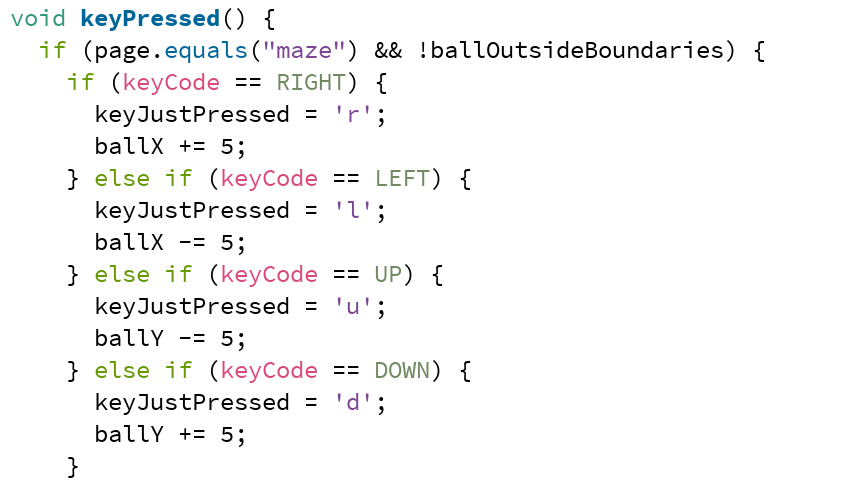 void keyPressed() {
  if (page.equals("maze") && !ballOutsideBoundaries) {
    if (keyCode == RIGHT) {
      keyJustPressed = 'r';
      ballX += 5;
    } else if (keyCode == LEFT) {
      keyJustPressed = 'l';
      ballX -= 5;
    } else if (keyCode == UP) {
      keyJustPressed = 'u';
      ballY -= 5;
    } else if (keyCode == DOWN) {
      keyJustPressed = 'd';
      ballY += 5;
    }